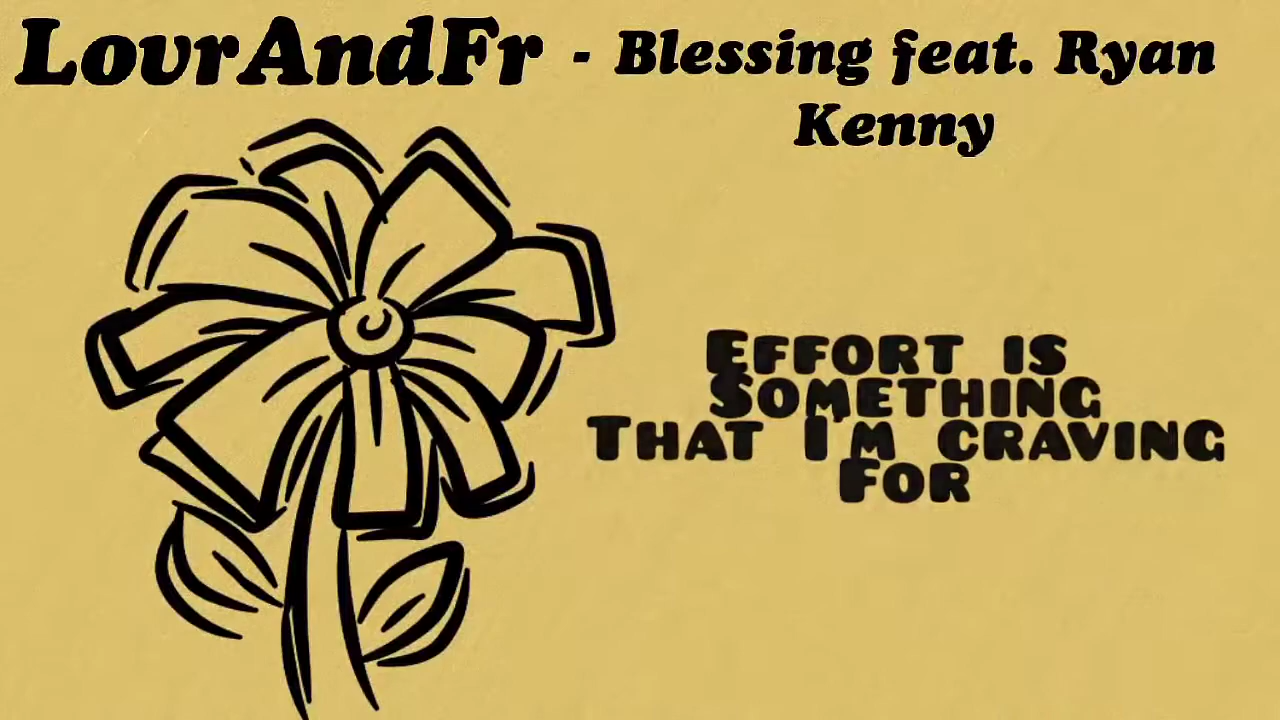 LovrAndFr - Blessing feat. Ryan
Kenny
Effort is
Something
That I'm craving
For